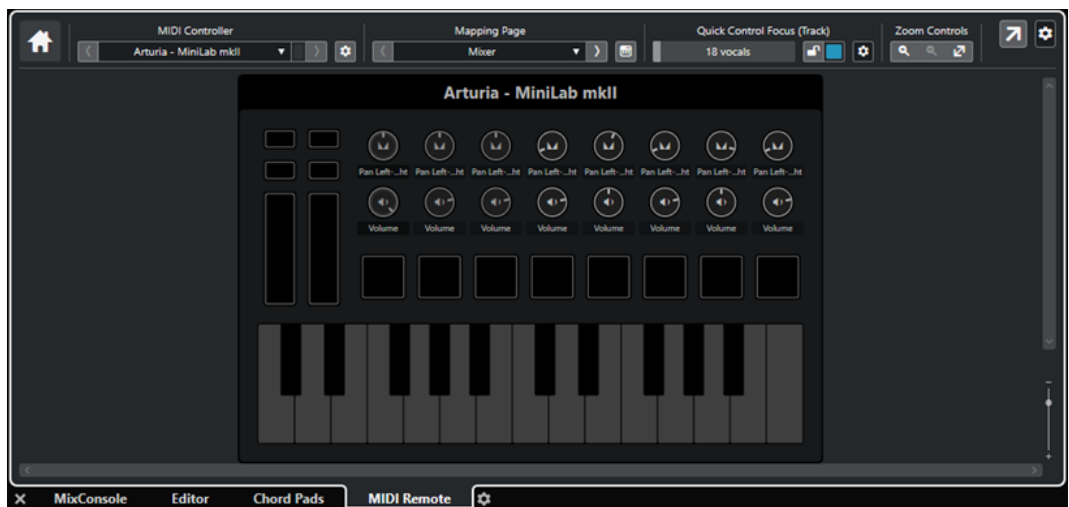 MIDI Controller
Mapping Page
Quick Control Focus (Track)
Zoom Controls
Arturia - MiniLab mkII
Mixer
18 vocals
Arturia - MiniLab mkII
Pan Left-...ht Pan Left-...ht Pan Left-...ht Pan Left-...ht Pan Left-...ht Pan Left-...ht Pan Left-...ht Pan Left-...ht
Volume Volume Volume Volume Volume Volume Volume Volume
MixConsole Editor Chord Pads MIDI Remote